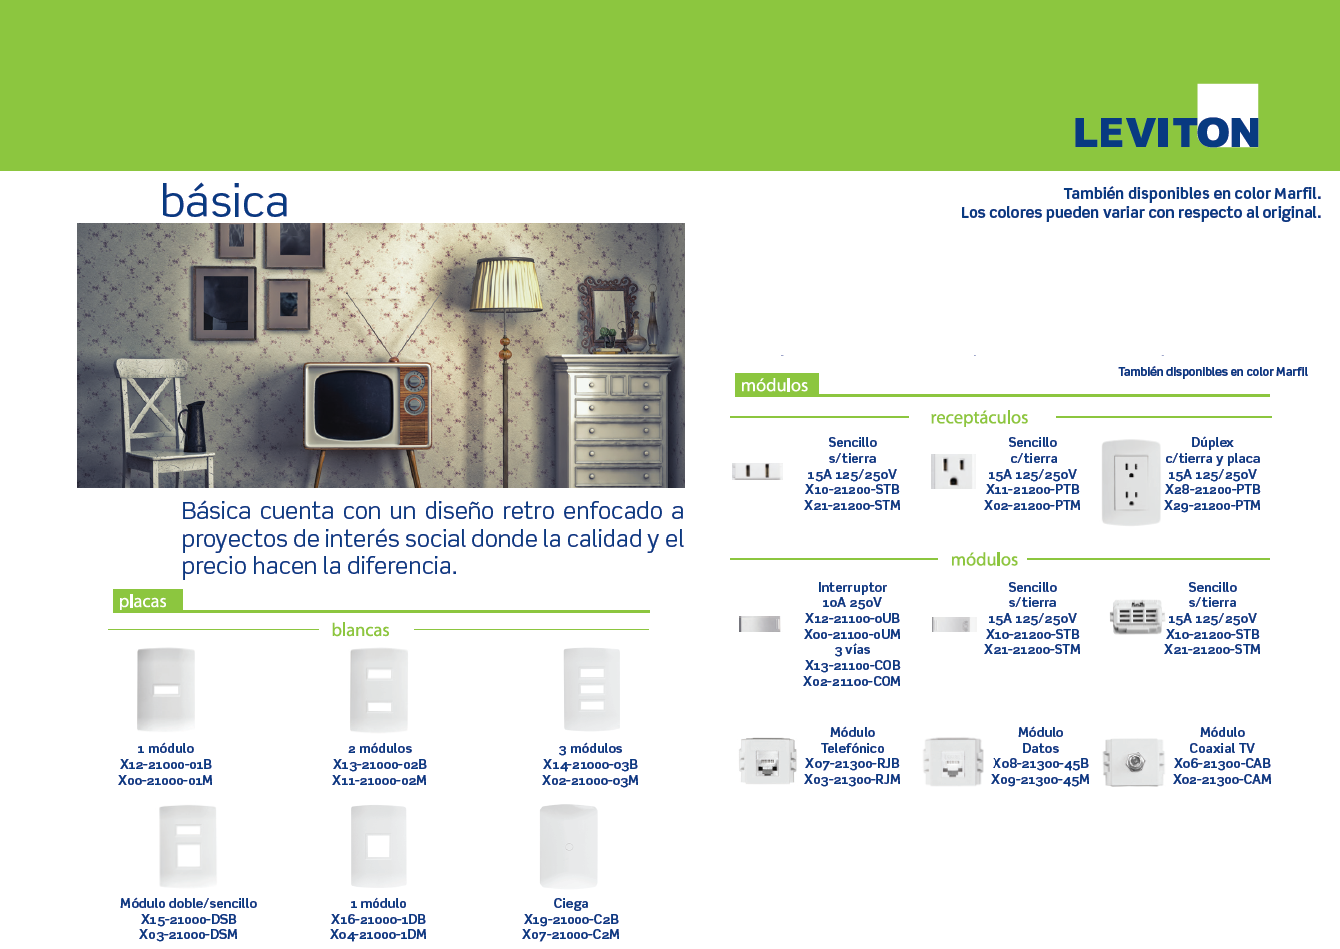 LEVITON
básica
También disponibles en color Marfil.
Los colores pueden variar con respecto al original.
Básica cuenta con un diseño retro enfocado a
proyectos de interés social donde la calidad y el
precio hacen la diferencia.
placas
blancas
1 módulo
X12-21000-01B
X00-21000-01M
2 módulos
X13-21000-02B
X11-21000-02M
3 módulos
X14-21000-03B
X02-21000-03M
Módulo doble/sencillo
X15-21000-DSB
X03-21000-DSM
1 módulo
X16-21000-1DB
X04-21000-1DM
Ciega
X19-21000-C2B
X07-21000-C2M
También disponibles en color Marfil
módulos
receptáculos
Sencillo
s/tierra
15A 125/250V
X10-21200-STB
X21-21200-STM
Sencillo
c/tierra
15A 125/250V
X11-21200-PTB
X02-21200-PTM
Dúplex
c/tierra y placa
15A 125/250V
X28-21200-PTB
X29-21200-PTM
módulos
Interruptor
10A 250V
X12-21100-0UB
X00-21100-0UM
3 vías
X13-21100-COB
X02-21100-COM
Sencillo
s/tierra
15A 125/250V
X10-21200-STB
X21-21200-STM
Sencillo
s/tierra
15A 125/250V
X10-21200-STB
X21-21200-STM
Módulo
Telefónico
X07-21300-RJB
X03-21300-RJM
Módulo
Datos
X08-21300-45B
X09-21300-45M
Módulo
Coaxial TV
X06-21300-CAB
X02-21300-CAM